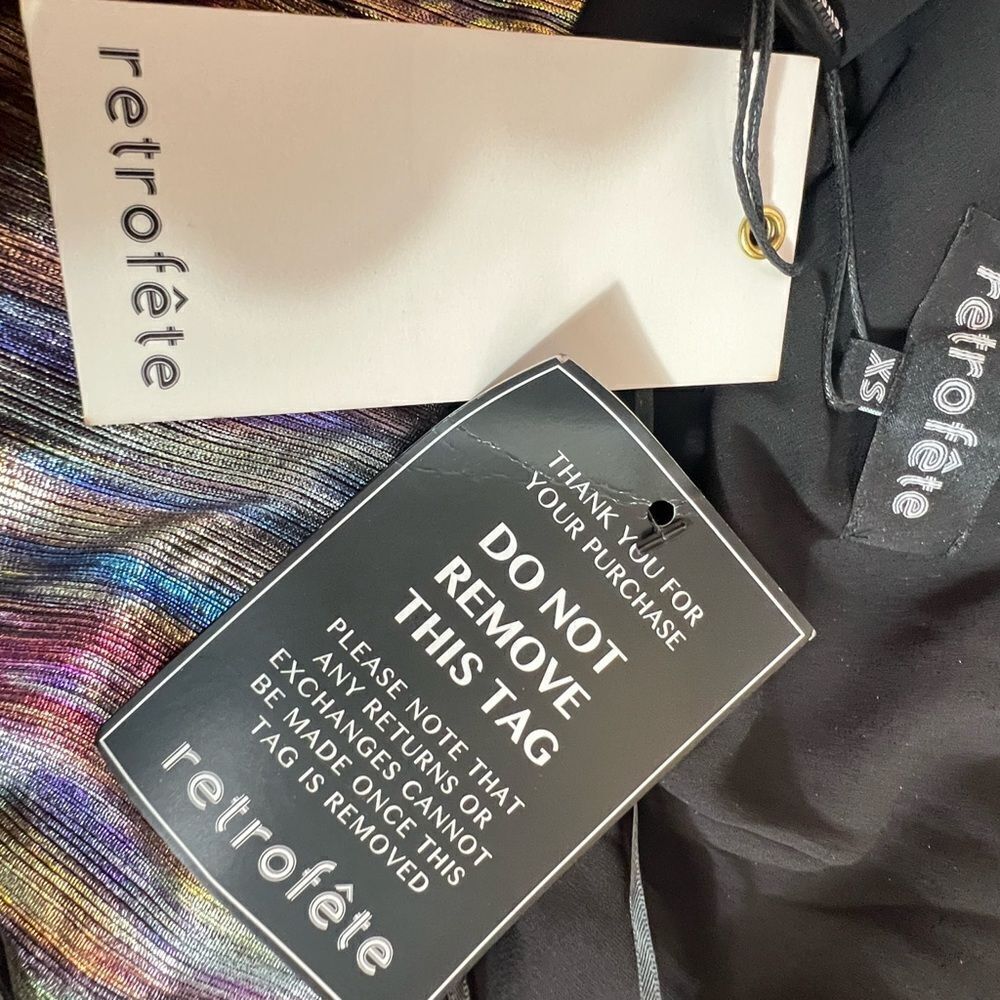 retrofête
retrofête
XS
THANK YOU FOR
YOUR PURCHASE
DO NOT
REMOVE
THIS TAG
PLEASE NOTE THAT
ANY RETURNS OR
EXCHANGES CANNOT
BE MADE ONCE THIS
TAG IS REMOVED
retrofête